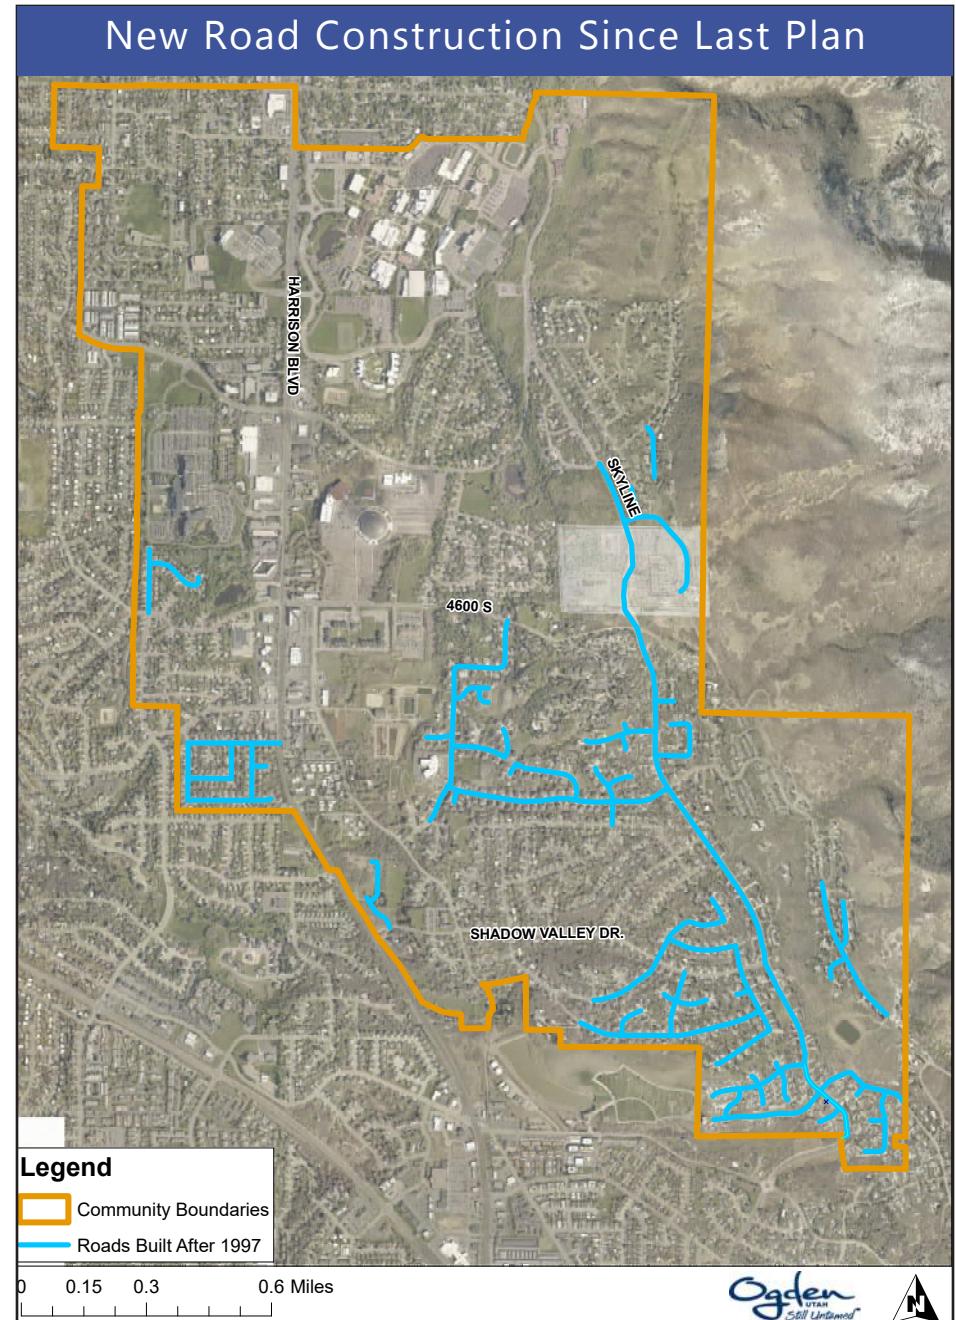 New Road Construction Since Last Plan
HARRISON BLVD
SKYLINE
4600 S
SHADOW VALLEY DR.
Legend
Community Boundaries
Roads Built After 1997
0 0.15 0.3 0.6 Miles
Ogden
UTAH
Still Untamed
N